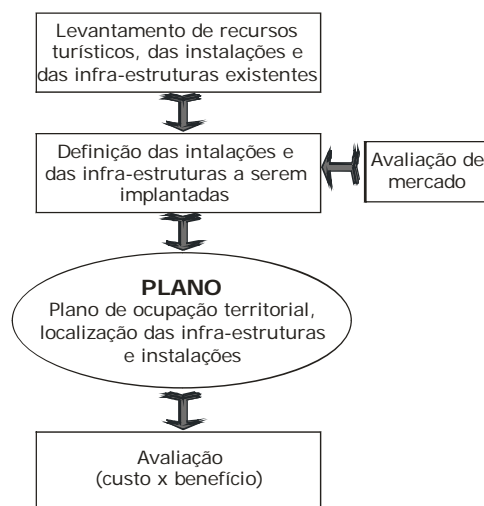 Levantamento de recursos
turísticos, das instalações e
das infra-estruturas existentes
Definição das intalações e
das infra-estruturas a serem
implantadas
Avaliação de
mercado
PLANO
Plano de ocupação territorial,
localização das infra-estruturas
e instalações
Avaliação
(custo x benefício)